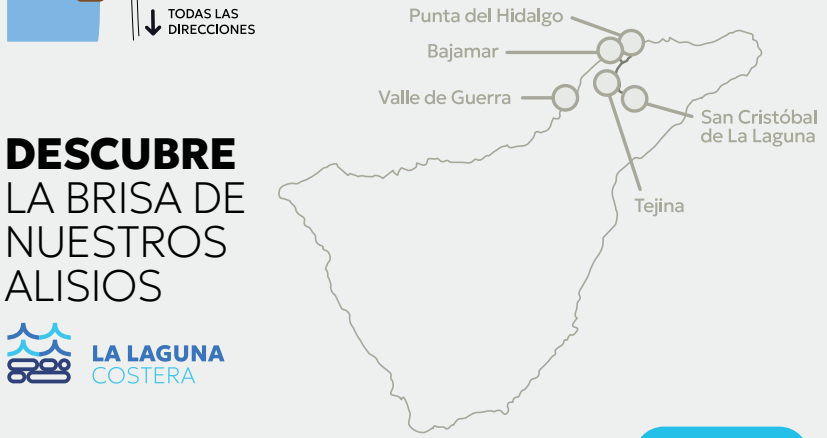 TODAS LAS
DIRECCIONES
Punta del Hidalgo
Bajamar
Valle de Guerra
San Cristóbal
de La Laguna
Tejina
DESCUBRE
LA BRISA DE
NUESTROS
ALISIOS
LA LAGUNA
COSTERA